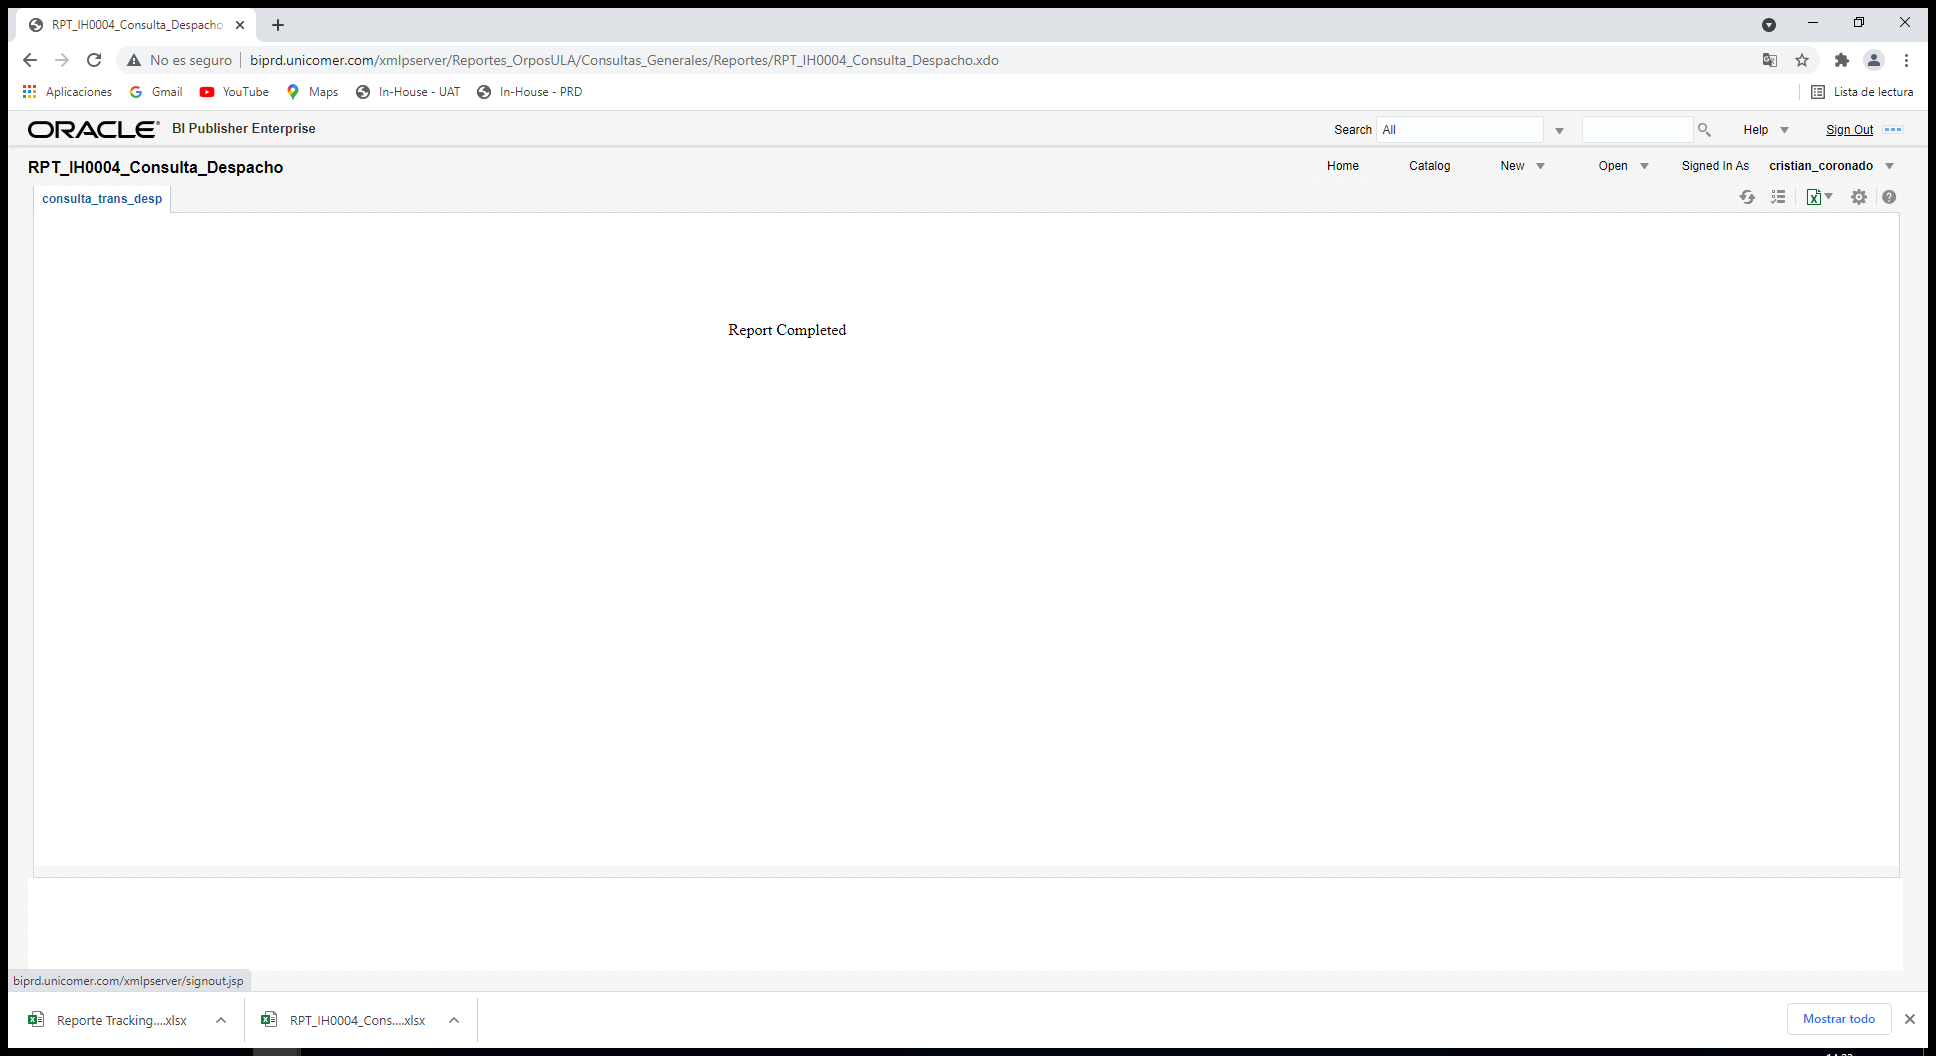 RPT_IH0004_Consulta_Despacho
No es seguro biprd.unicomer.com/xmlpserver/Reportes_OrposULA/Consultas_Generales/Reportes/RPT_IH0004_Consulta_Despacho.xdo
Aplicaciones Gmail YouTube Maps In-House - UAT In-House - PRD Lista de lectura
ORACLE BI Publisher Enterprise Search All Help Sign Out
RPT_IH0004_Consulta_Despacho Home Catalog New Open Signed In As cristian_coronado
consulta_trans_desp
Report Completed
biprd.unicomer.com/xmlpserver/signout.jsp
Reporte Tracking....xlsx RPT_IH0004_Cons....xlsx Mostrar todo